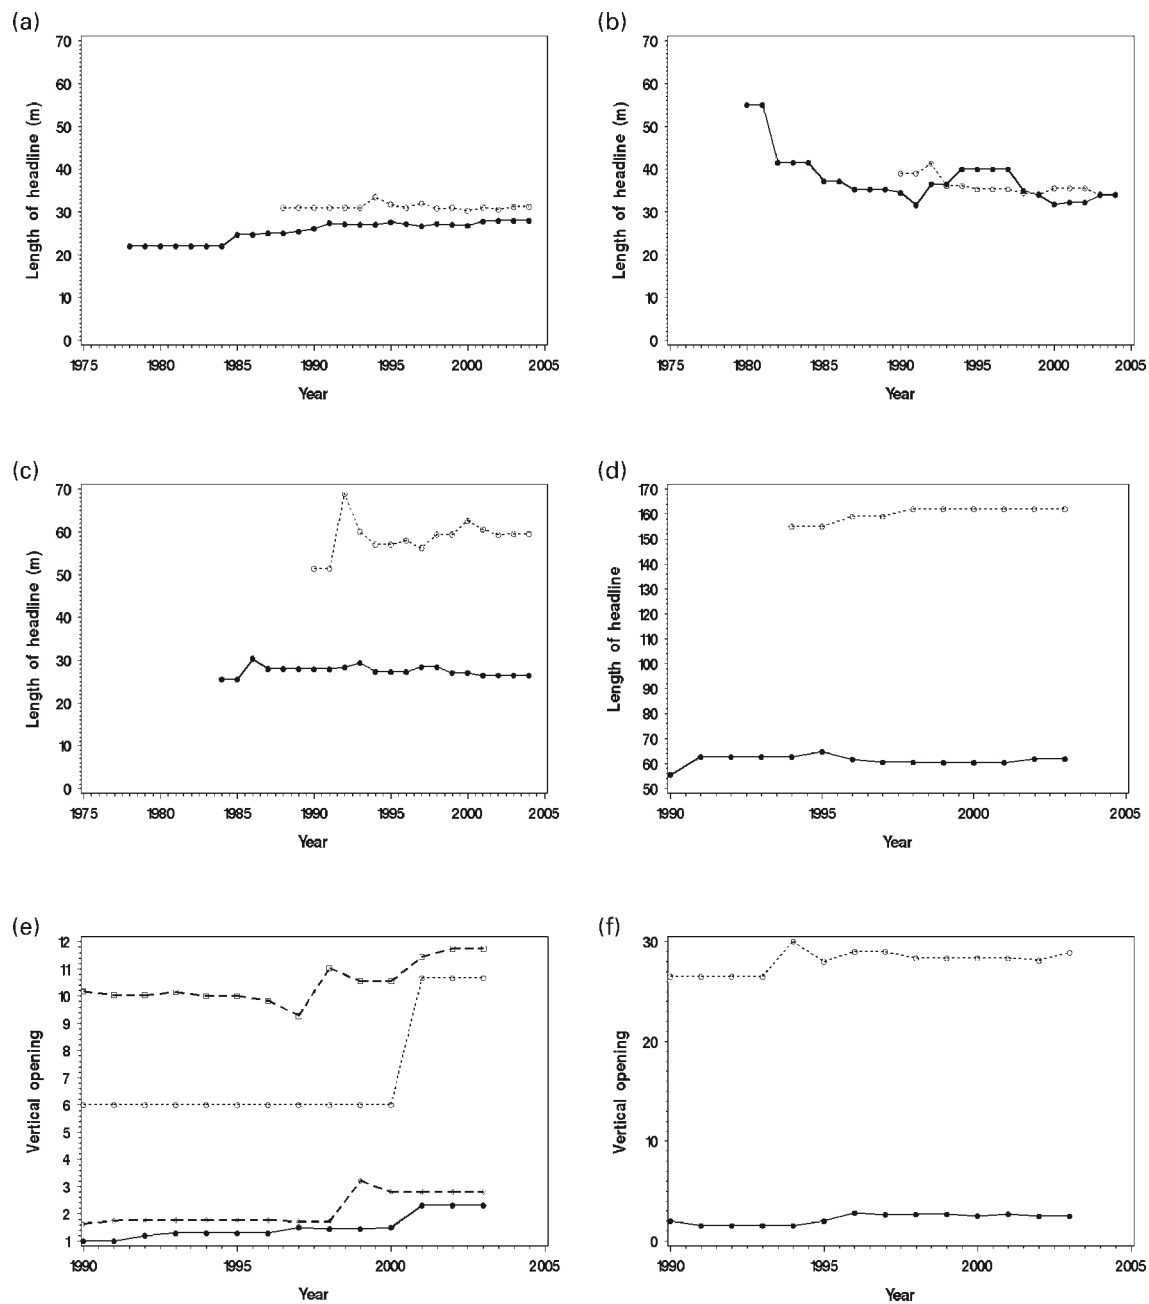 (a)
70
60
50
40
30
20
10
0
Length of headline (m)
1975 1980 1985 1990 1995 2000 2005
Year
(b)
70
60
50
40
30
20
10
0
Length of headline (m)
1975 1980 1985 1990 1995 2000 2005
Year
(c)
70
60
50
40
30
20
10
0
Length of headline (m)
1975 1980 1985 1990 1995 2000 2005
Year
(d)
170
160
150
140
130
120
110
100
90
80
70
60
50
Length of headline
1990 1995 2000 2005
Year
(e)
12
11
10
9
8
7
6
5
4
3
2
1
Vertical opening
1990 1995 2000 2005
Year
(f)
30
20
10
0
Vertical opening
1990 1995 2000 2005
Year